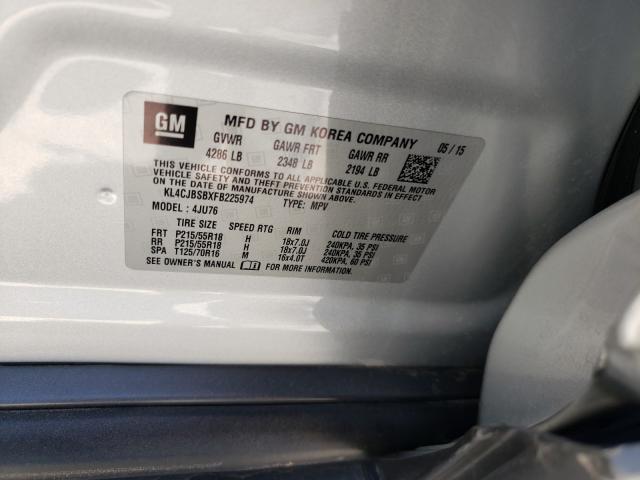 GM
MFD BY GM KOREA COMPANY 05/15
GVWR GAWR FRT GAWR RR
4286 LB 2348 LB 2194 LB
THIS VEHICLE CONFORMS TO ALL APPLICABLE U.S. FEDERAL MOTOR
VEHICLE SAFETY, BUMPER, AND THEFT PREVENTION STANDARDS IN EFFECT
ON THE DATE OF MANUFACTURE SHOWN ABOVE.
KL4CJBSBXFB225974 TYPE: MPV
MODEL : 4JU76
TIRE SIZE SPEED RTG RIM COLD TIRE PRESSURE
FRT P215/55R18 H 18x7.0J 240KPA, 35 PSI
RR P215/55R18 H 18x7.0J 240KPA, 35 PSI
SPA T125/70R16 M 16x4.0T 420KPA, 60 PSI
SEE OWNER'S MANUAL FOR MORE INFORMATION.